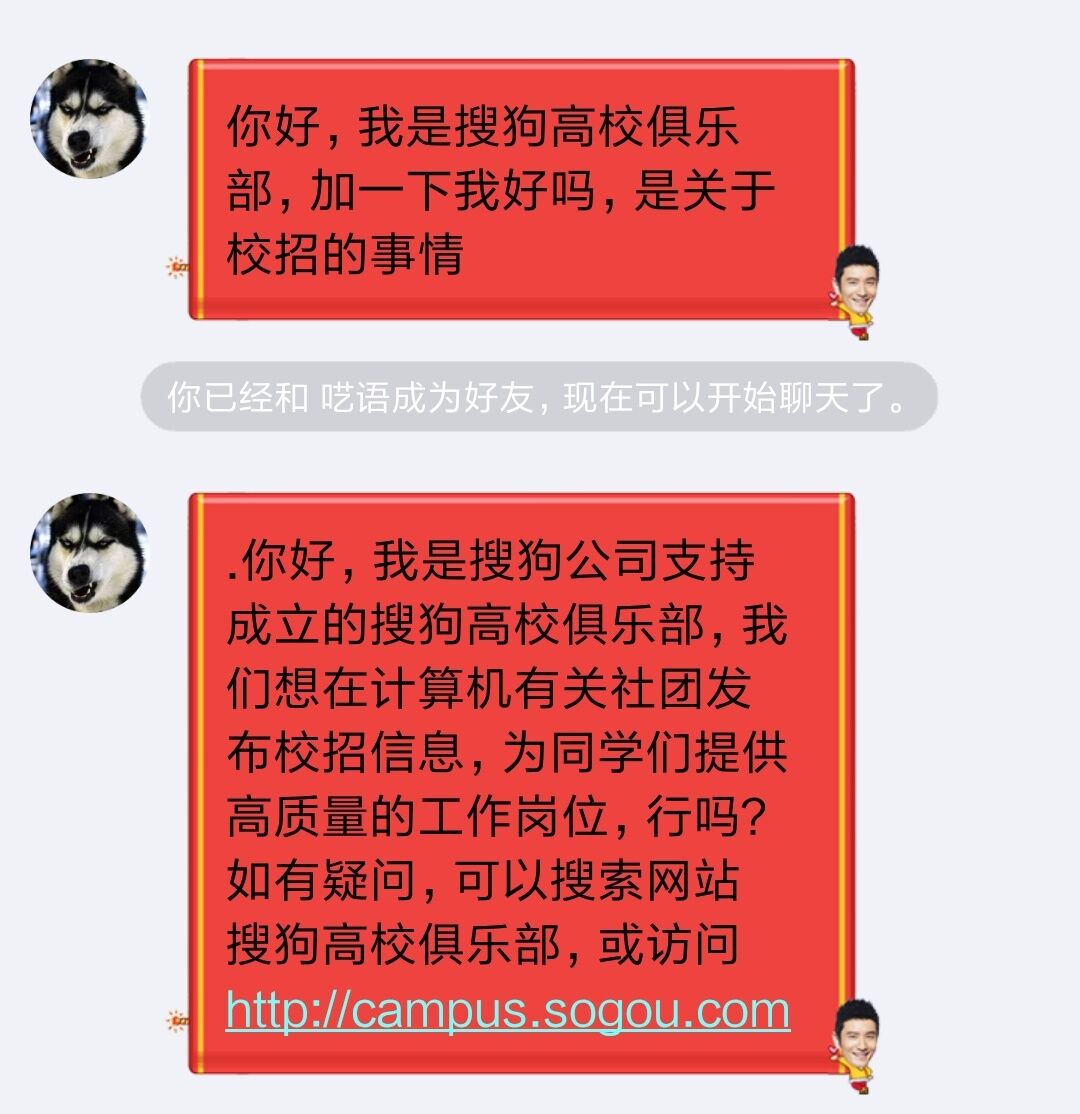 你好，我是搜狗高校俱乐
部，加一下我好吗，是关于
校招的事情
你已经和 呓语成为好友，现在可以开始聊天了。
.你好，我是搜狗公司支持
成立的搜狗高校俱乐部，我
们想在计算机有关社团发
布校招信息，为同学们提供
高质量的工作岗位，行吗？
如有疑问，可以搜索网站
搜狗高校俱乐部，或访问
http://campus.sogou.com